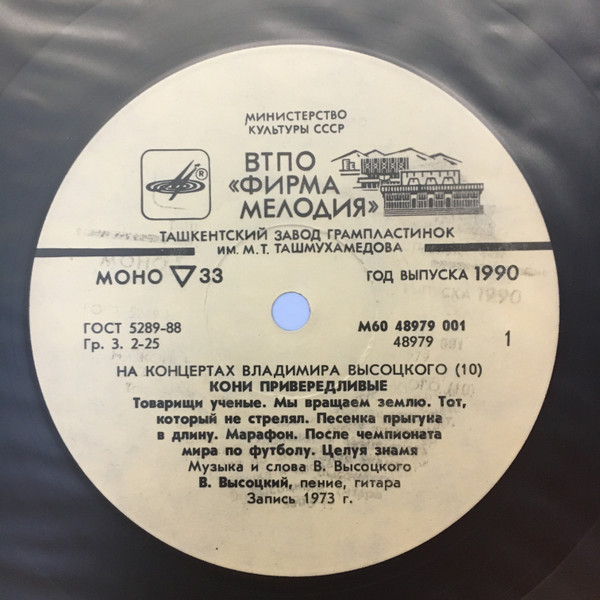 МИНИСТЕРСТВО
КУЛЬТУРЫ СССР
ВТПО
«ФИРМА
МЕЛОДИЯ»
ТАШКЕНТСКИЙ ЗАВОД ГРАМПЛАСТИНОК
ИМ. М.Т. ТАШМУХАМЕДОВА
МОНО 33 ГОД ВЫПУСКА 1990
ГОСТ 5289-88 М60 48979 001
Гр. 3. 2-25 48979 1
НА КОНЦЕРТАХ ВЛАДИМИРА ВЫСОЦКОГО (10)
КОНИ ПРИВЕРЕДЛИВЫЕ
Товарищи ученые. Мы вращаем землю. Тот,
который не стрелял. Песенка прыгуна
в длину. Марафон. После чемпионата
мира по футболу. Целуя знамя
Музыка и слова В. Высоцкого
В. Высоцкий, пение, гитара
Запись 1973 г.